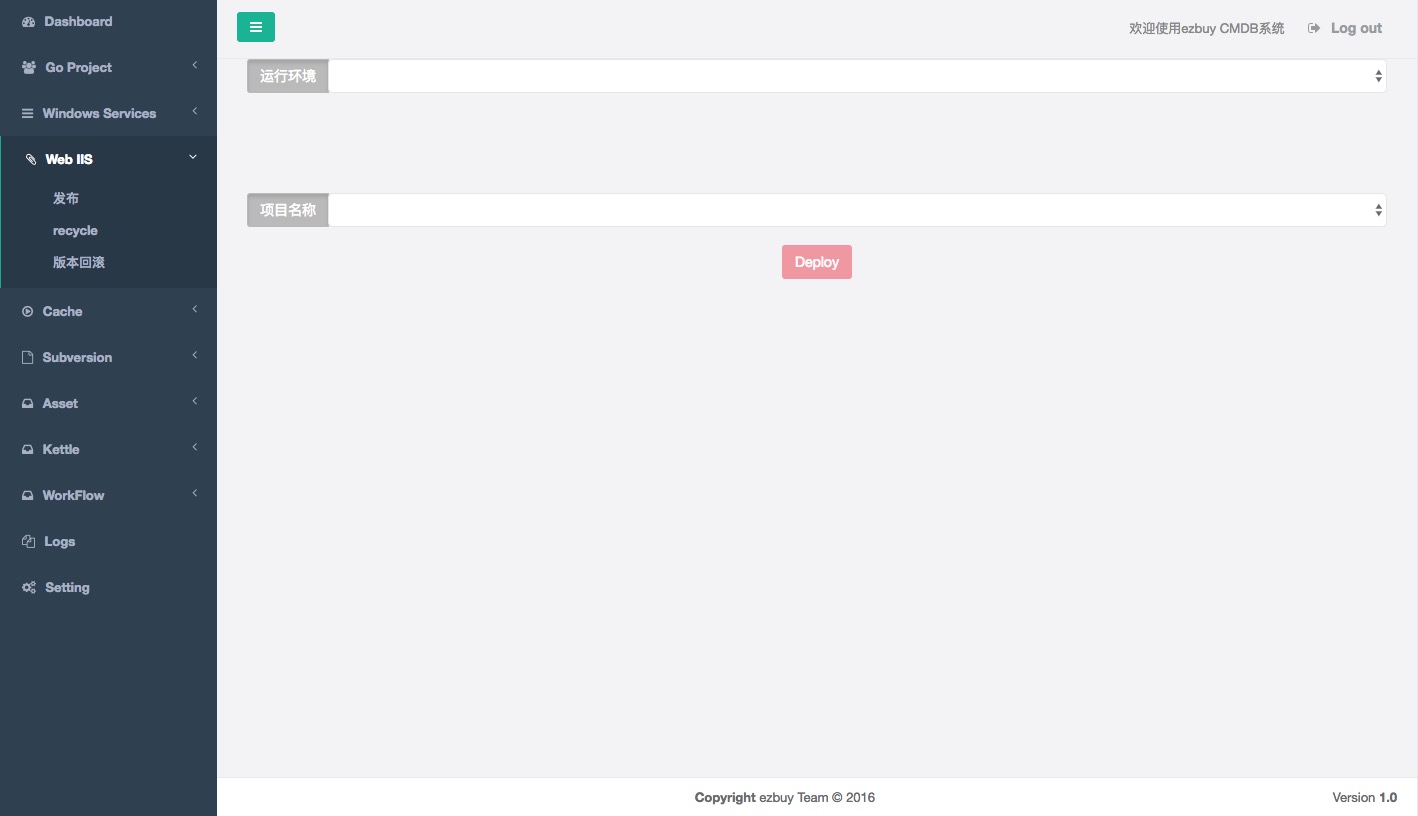 Dashboard
Go Project
Windows Services
Web IIS
发布
recycle
版本回滚
Cache
Subversion
Asset
Kettle
WorkFlow
Logs
Setting
欢迎使用ezbuy CMDB系统
Log out
运行环境
项目名称
Deploy
Copyright ezbuy Team © 2016
Version 1.0